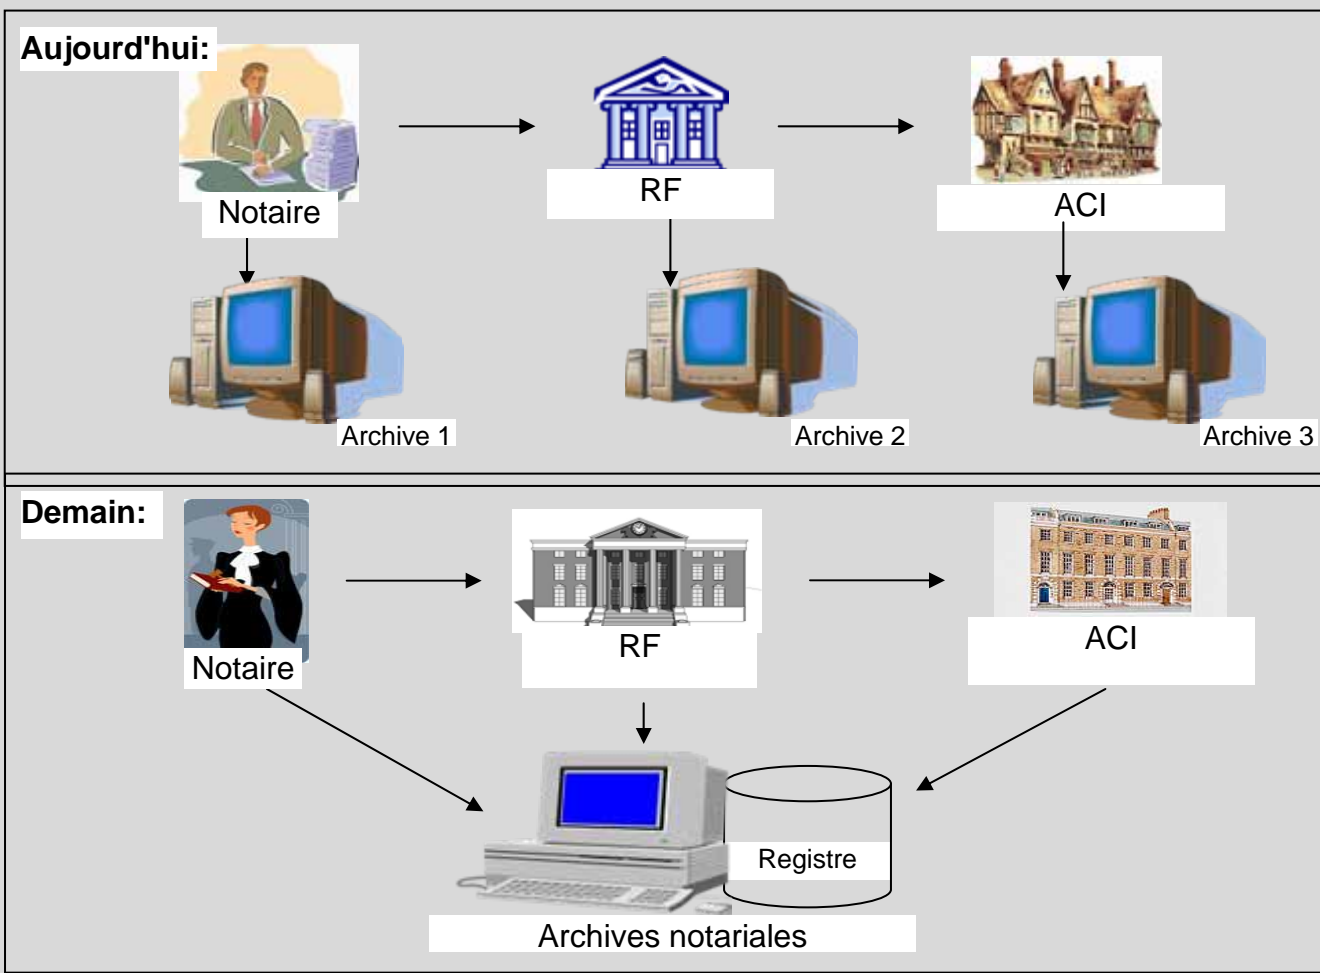 Aujourd'hui:
Notaire
RF
ACI
Archive 1
Archive 2
Archive 3
Demain:
Notaire
RF
ACI
Registre
Archives notariales